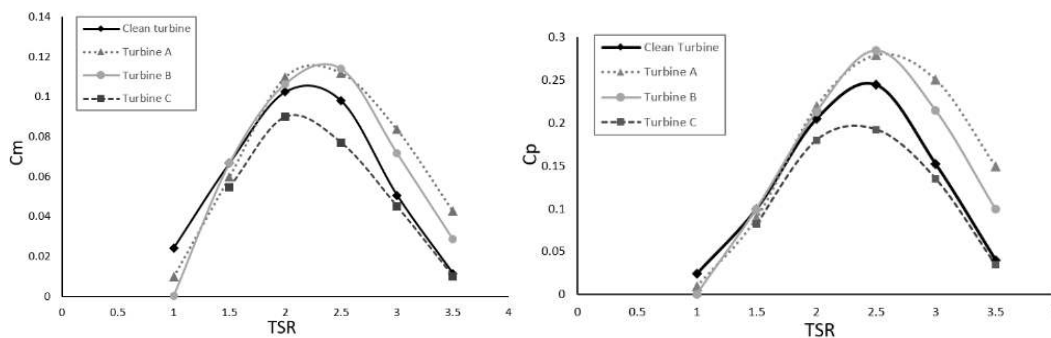 0.14
0.12
0.1
0.08
0.06
0.04
0.02
0
Cm
Clean turbine
Turbine A
Turbine B
Turbine C
0 0.5 1 1.5 2 2.5 3 3.5 4
TSR
0.3
0.25
0.2
0.15
0.1
0.05
0
Cp
Clean Turbine
Turbine A
Turbine B
Turbine C
0 0.5 1 1.5 2 2.5 3 3.5
TSR